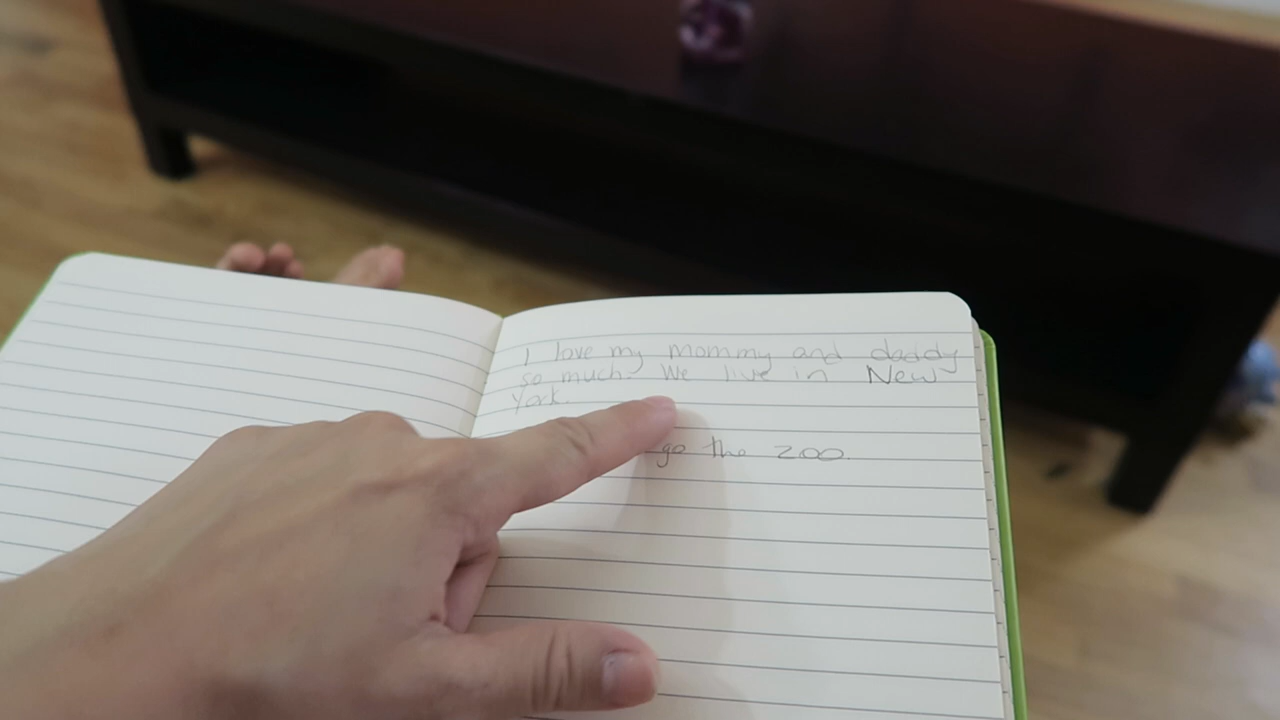 I love my mommy and daddy
so much. We live in New
York.
go the zoo.